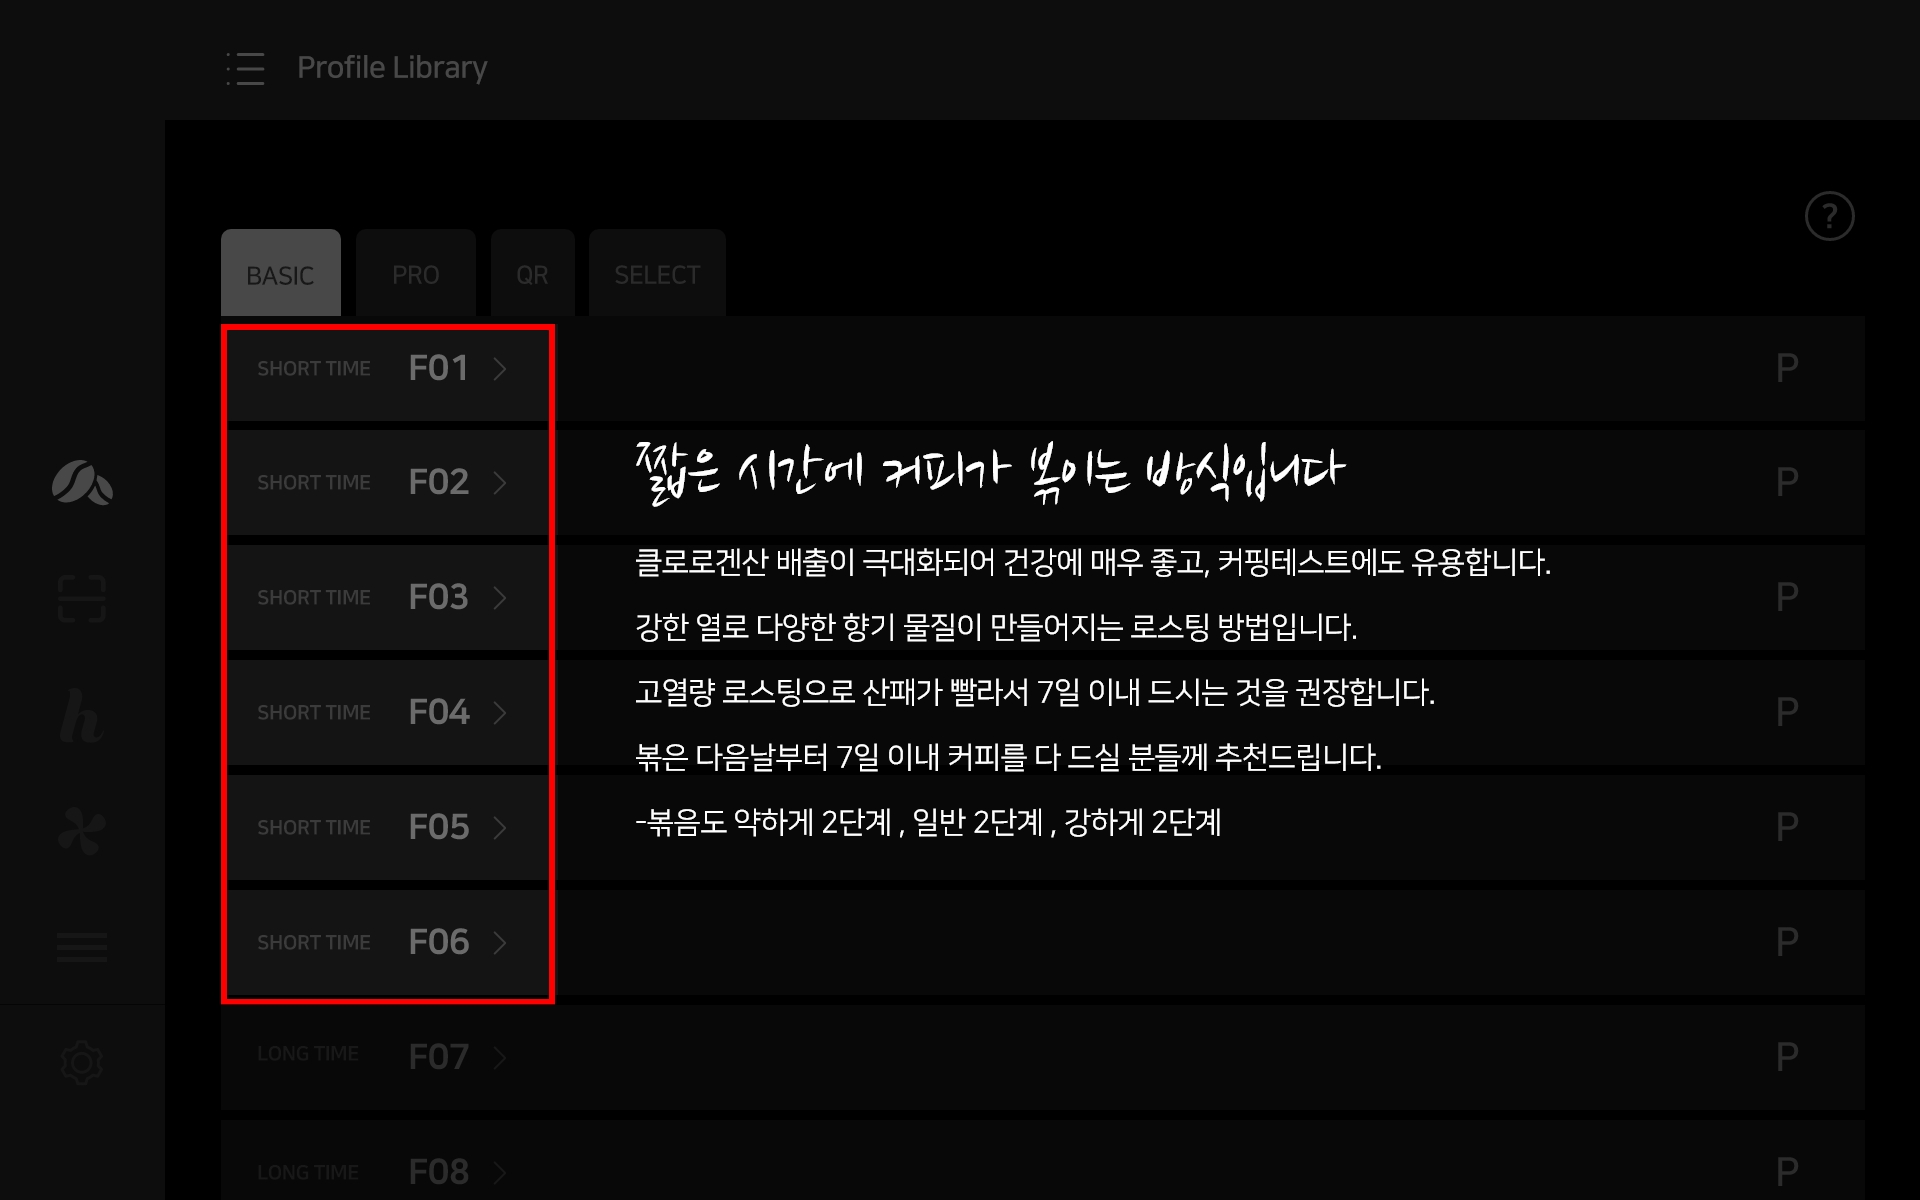 Profile Library
?
BASIC
PRO
QR
SELECT
SHORT TIME F01 > P
SHORT TIME F02 > P
짧은 시간에 커피가 볶이는 방식입니다
클로로겐산 배출이 극대화되어 건강에 매우 좋고, 커핑테스트에도 유용합니다.
SHORT TIME F03 > P
강한 열로 다양한 향기 물질이 만들어지는 로스팅 방법입니다.
고열량 로스팅으로 산패가 빨라서 7일 이내 드시는 것을 권장합니다.
SHORT TIME F04 > P
볶은 다음날부터 7일 이내 커피를 다 드실 분들께 추천드립니다.
-볶음도 약하게 2단계 , 일반 2단계 , 강하게 2단계
SHORT TIME F05 > P
SHORT TIME F06 > P
h
LONG TIME F07 > P
LONG TIME F08 > P